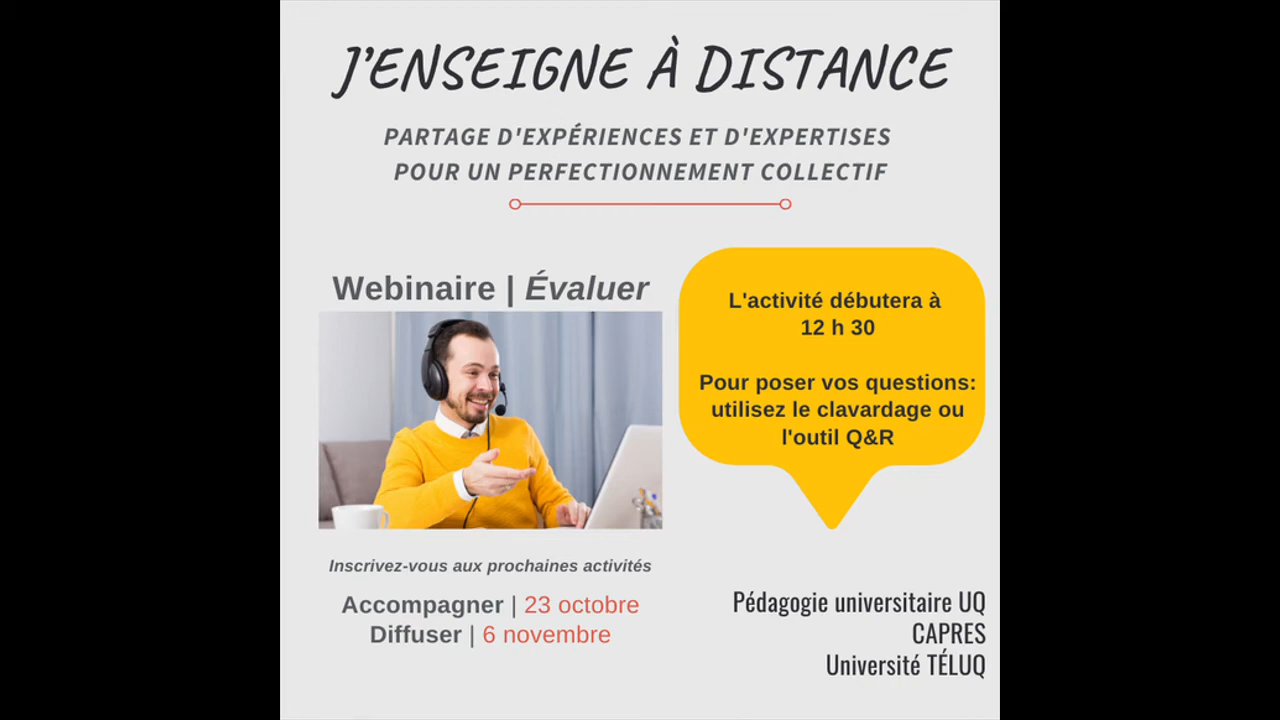 J'ENSEIGNE À DISTANCE
PARTAGE D'EXPÉRIENCES ET D'EXPERTISES
POUR UN PERFECTIONNEMENT COLLECTIF
Webinaire | Évaluer
L'activité débutera à
12 h 30
Pour poser vos questions:
utilisez le clavardage ou
l'outil Q&R
Inscrivez-vous aux prochaines activités
Accompagner | 23 octobre
Diffuser | 6 novembre
Pédagogie universitaire UQ
CAPRES
Université TÉLUQ